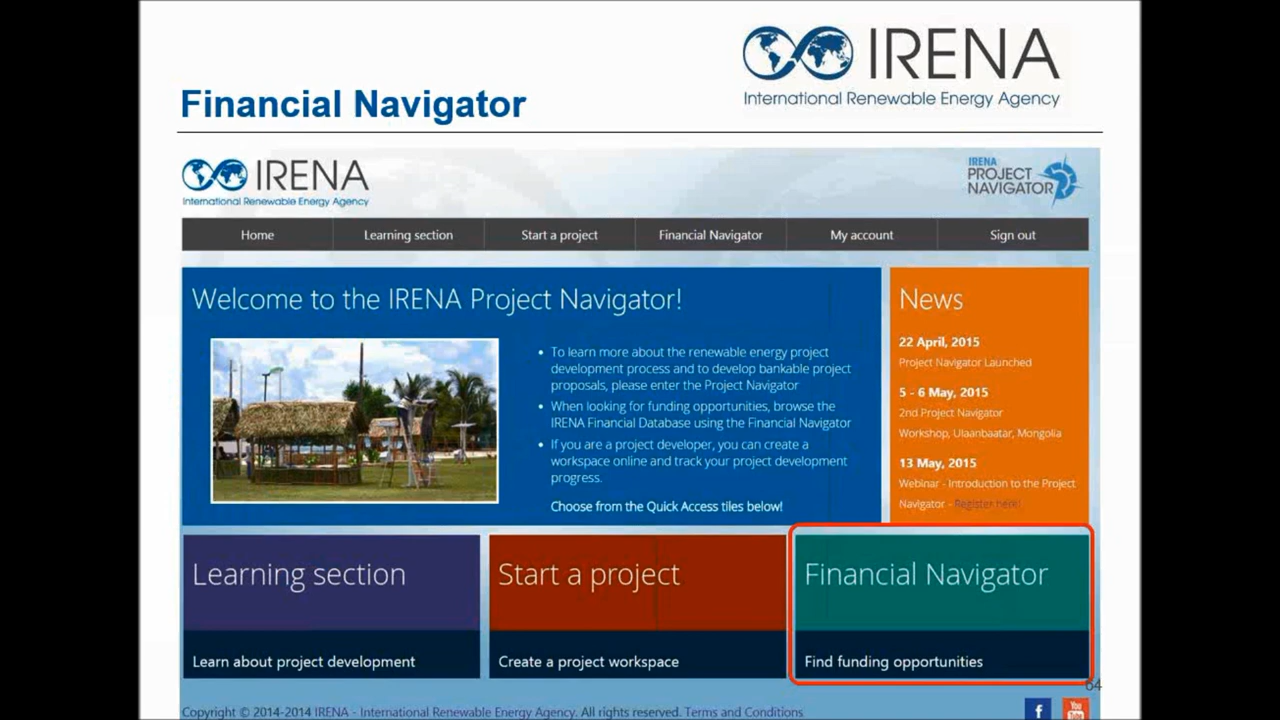 IRENA
International Renewable Energy Agency
Financial Navigator
IRENA
International Renewable Energy Agency
IRENA
PROJECT
NAVIGATOR
Home
Learning section
Start a project
Financial Navigator
My account
Sign out
Welcome to the IRENA Project Navigator!
• To learn more about the renewable energy project
development process and to develop bankable project
proposals, please enter the Project Navigator
• When looking for funding opportunities, browse the
IRENA Financial Database using the Financial Navigator
• If you are a project developer, you can create a
workspace online and track your project development
progress.
Choose from the Quick Access tiles below!
News
22 April, 2015
Project Navigator Launched
5 - 6 May, 2015
2nd Project Navigator
Workshop, Ulaanbaatar, Mongolia
13 May, 2015
Webinar - Introduction to the Project
Navigator - Register here!
Learning section
Learn about project development
Start a project
Create a project workspace
Financial Navigator
Find funding opportunities
64
Copyright © 2014-2014 IRENA - International Renewable Energy Agency. All rights reserved. Terms and Conditions
f
You